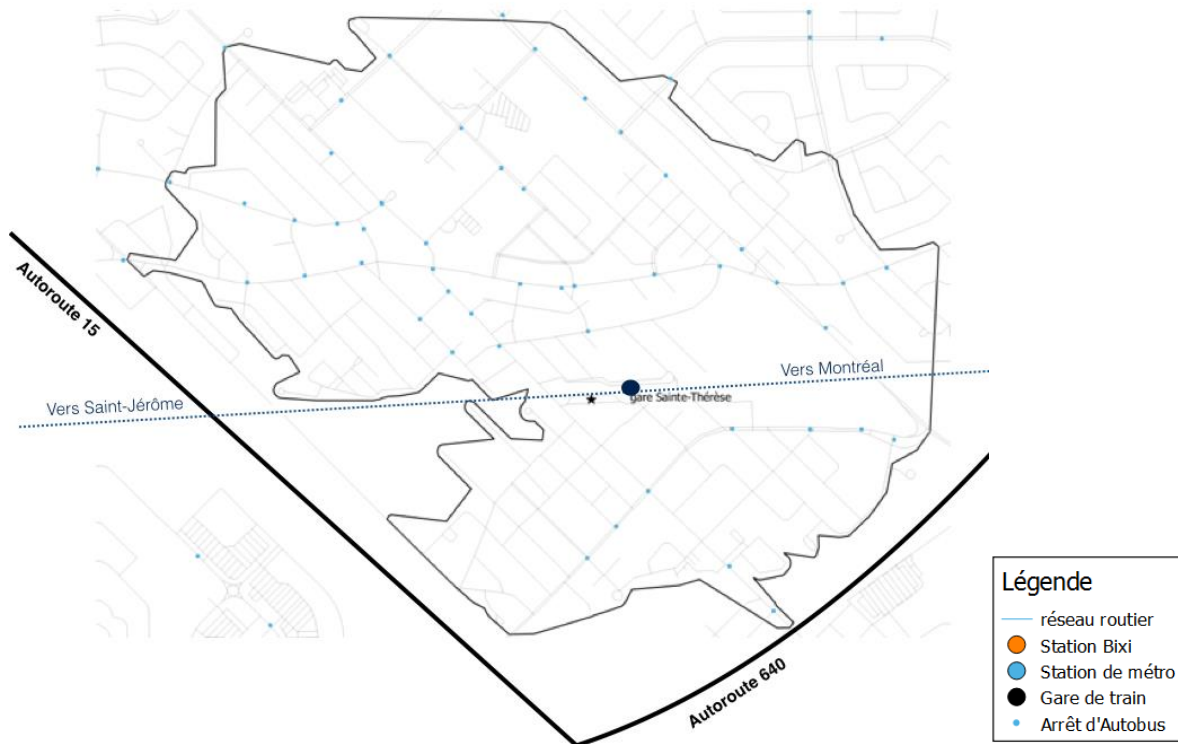 Autoroute 15
Vers Saint-Jérôme
Vers Montréal
gare Sainte-Thérèse
Autoroute 640
Légende
réseau routier
Station Bixi
Station de métro
Gare de train
Arrêt d'Autobus